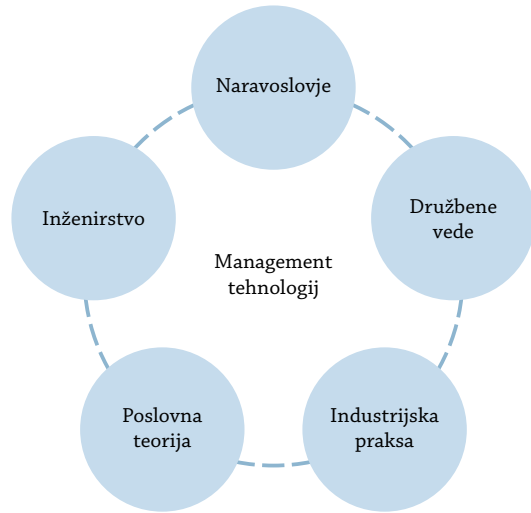 Naravoslovje
Inženirstvo
Družbene
vede
Management
tehnologij
Poslovna
teorija
Industrijska
praksa